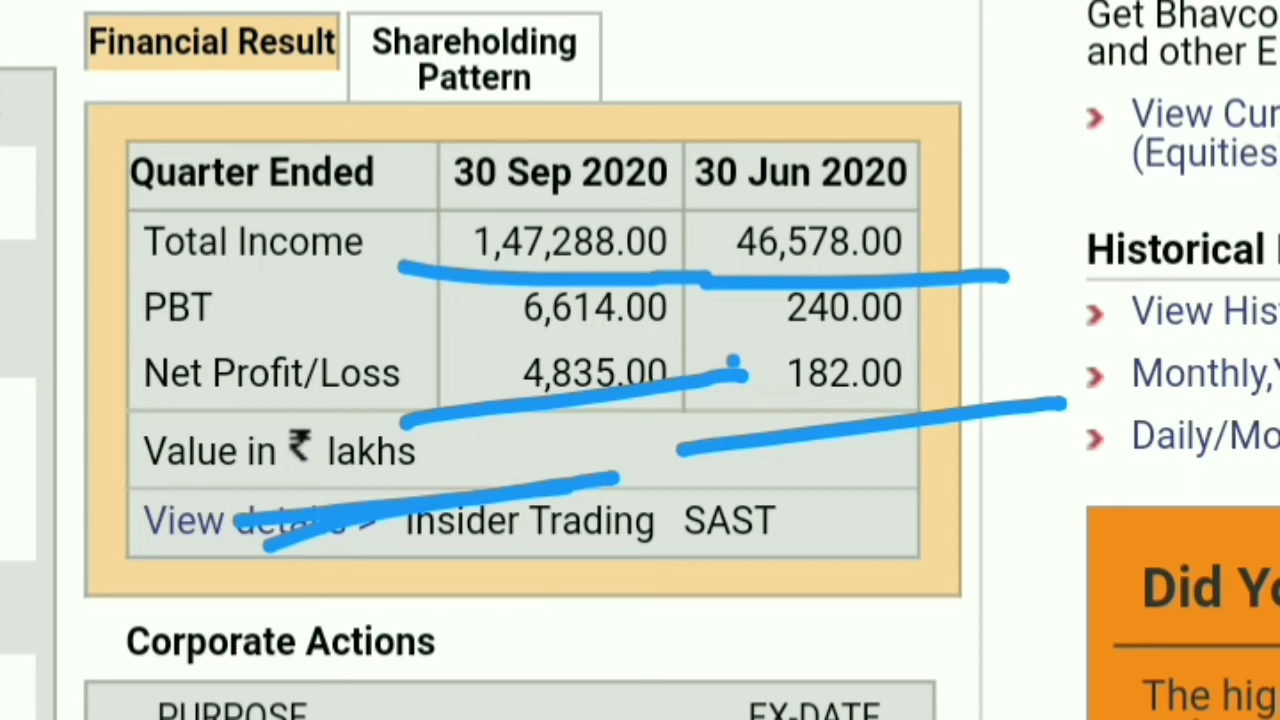 Financial Result
Shareholding
Pattern
Quarter Ended 30 Sep 2020 30 Jun 2020
Total Income 1,47,288.00 46,578.00
PBT 6,614.00 240.00
Net Profit/Loss 4,835.00 182.00
Value in ₹ lakhs
View details > Insider Trading SAST
Corporate Actions
PURPOSE EX-DATE
Get Bhavco
and other E
View Cur
(Equities,
Historical
View His
Monthly,Y
Daily/Mo
Did Yo
The hig